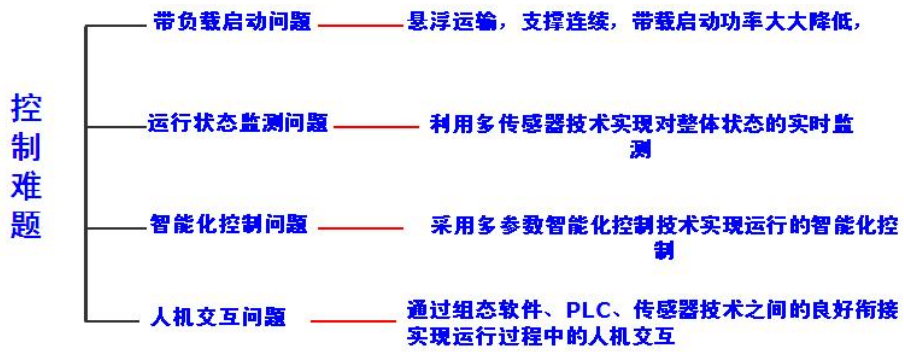 控制难题
带负载启动问题
悬浮运输，支撑连续，带载启动功率大大降低，
运行状态监测问题
利用多传感器技术实现对整体状态的实时监
测
智能化控制问题
采用多参数智能化控制技术实现运行的智能化控
制
人机交互问题
通过组态软件、PLC、传感器技术之间的良好衔接
实现运行过程中的人机交互